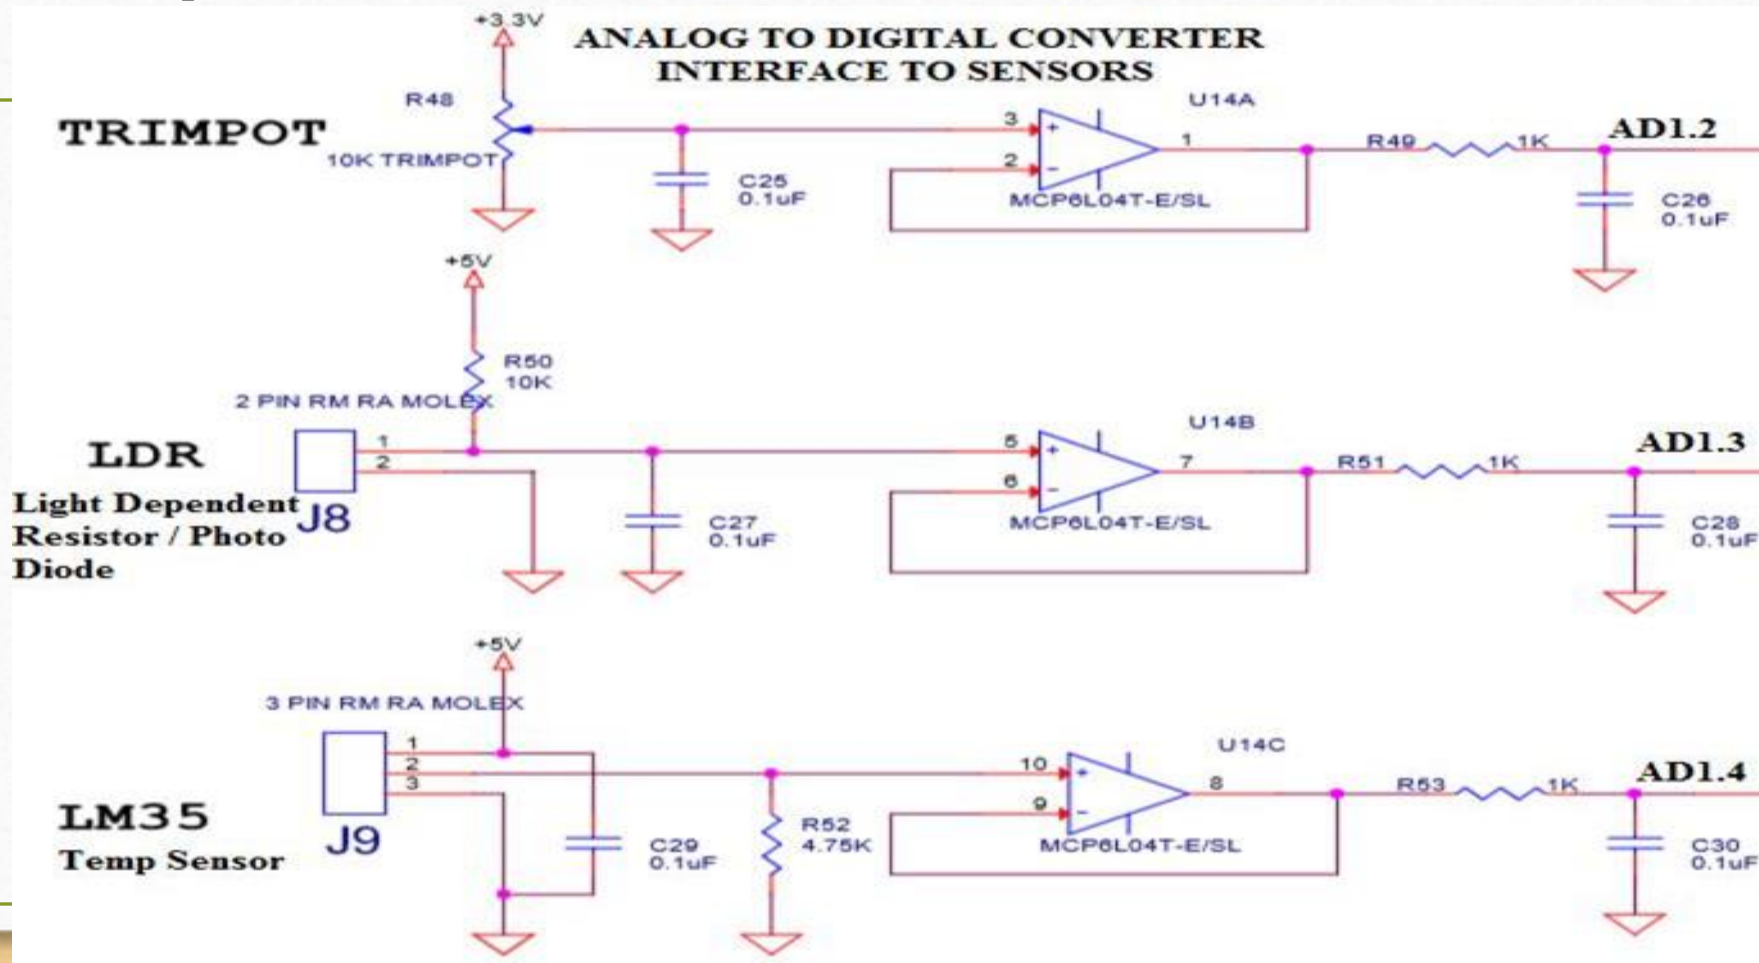 ANALOG TO DIGITAL CONVERTER
INTERFACE TO SENSORS
+3.3V
R48
TRIMPOT
10K TRIMPOT
C25
0.1uF
3
2
+
-
U14A
1
MCP6L04T-E/SL
R49
1K
AD1.2
C26
0.1uF
+5V
R50
10K
2 PIN RM RA MOLEX
LDR
1
2
Light Dependent
Resistor / Photo
Diode
J8
C27
0.1uF
5
6
+
-
U14B
7
MCP6L04T-E/SL
R51
1K
AD1.3
C28
0.1uF
+5V
3 PIN RM RA MOLEX
1
2
3
LM35
Temp Sensor
J9
C29
0.1uF
R52
4.75K
10
9
+
-
U14C
8
MCP6L04T-E/SL
R53
1K
AD1.4
C30
0.1uF